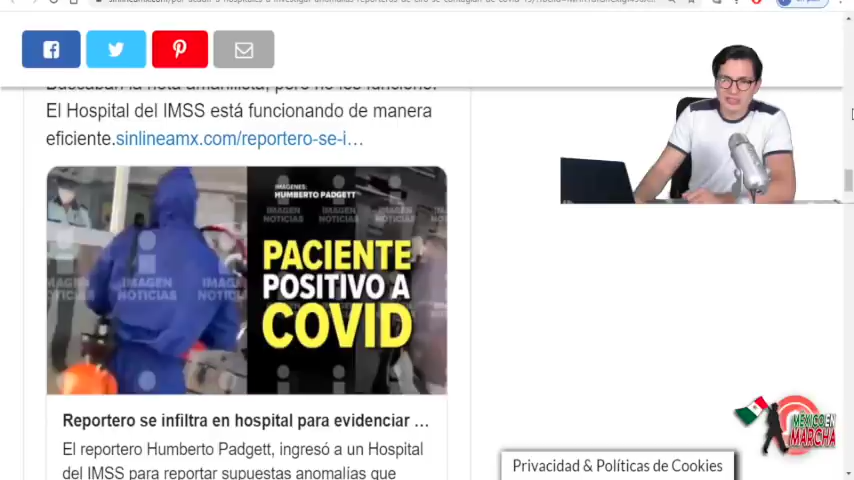 El Hospital del IMSS está funcionando de manera
eficiente.sinlineamx.com/reportero-se-i…
IMÁGENES:
HUMBERTO PADGETT
IMAGEN
NOTICIAS
PACIENTE
POSITIVO A
COVID
Reportero se infiltra en hospital para evidenciar ...
El reportero Humberto Padgett, ingresó a un Hospital
del IMSS para reportar supuestas anomalías que
Privacidad & Políticas de Cookies
MÉXICO EN
MARCHA